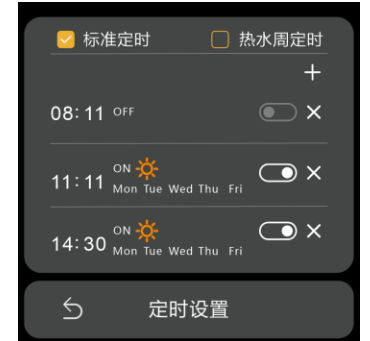 标准定时 热水周定时
08:11 OFF
ON
11:11 Mon Tue Wed Thu Fri
ON
14:30 Mon Tue Wed Thu Fri
定时设置